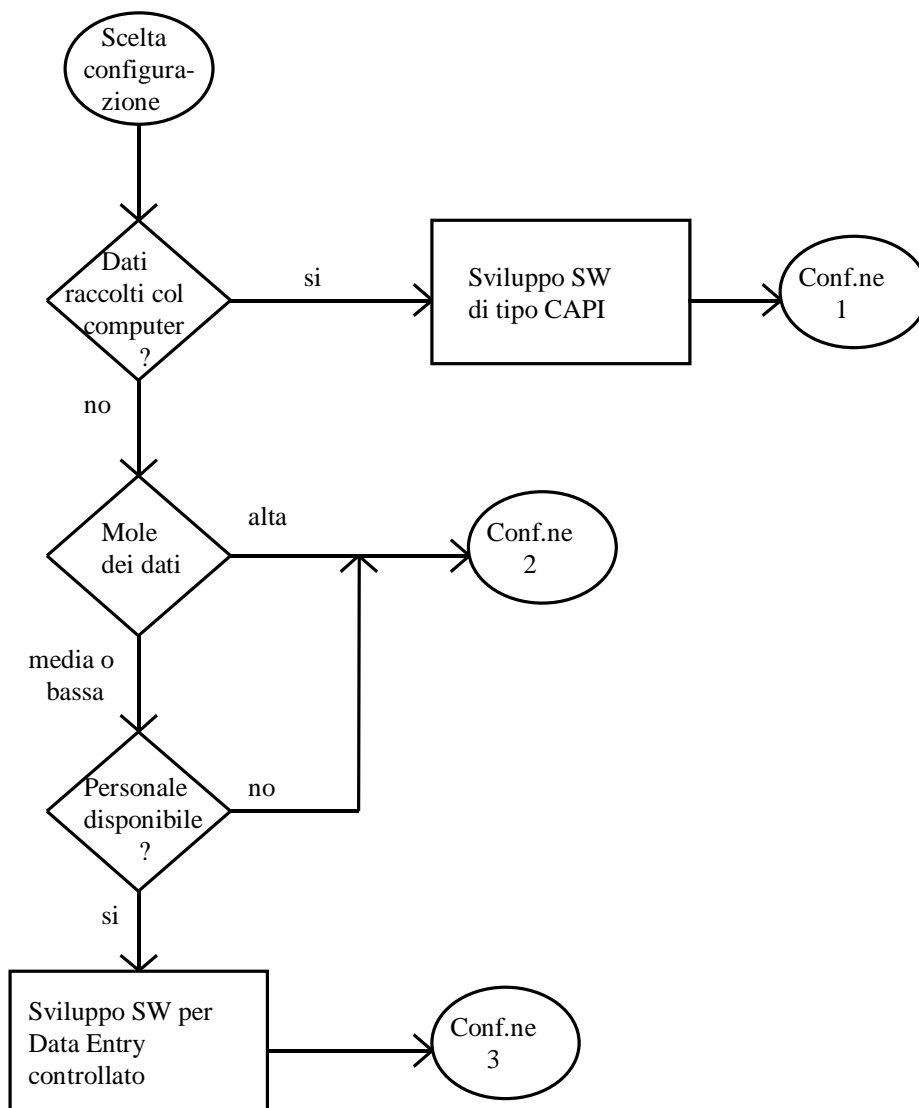 Scelta
configura-
zione
Dati
raccolti col
computer
?
si
Sviluppo SW
di tipo CAPI
Conf.ne
1
no
Mole
dei dati
alta
Conf.ne
2
media o
bassa
Personale
disponibile
?
no
si
Sviluppo SW per
Data Entry
controllato
Conf.ne
3